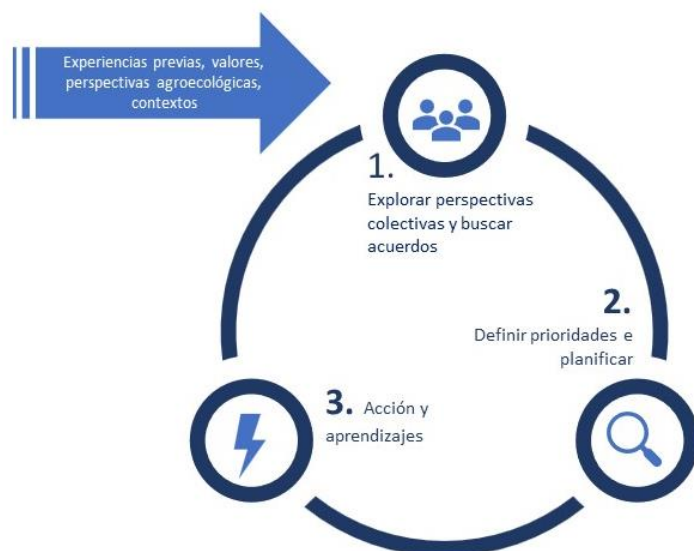 Experiencias previas, valores,
perspectivas agroecológicas,
contextos
1.
Explorar perspectivas
colectivas y buscar
acuerdos
2.
Definir prioridades e
planificar
3. Acción y
aprendizajes